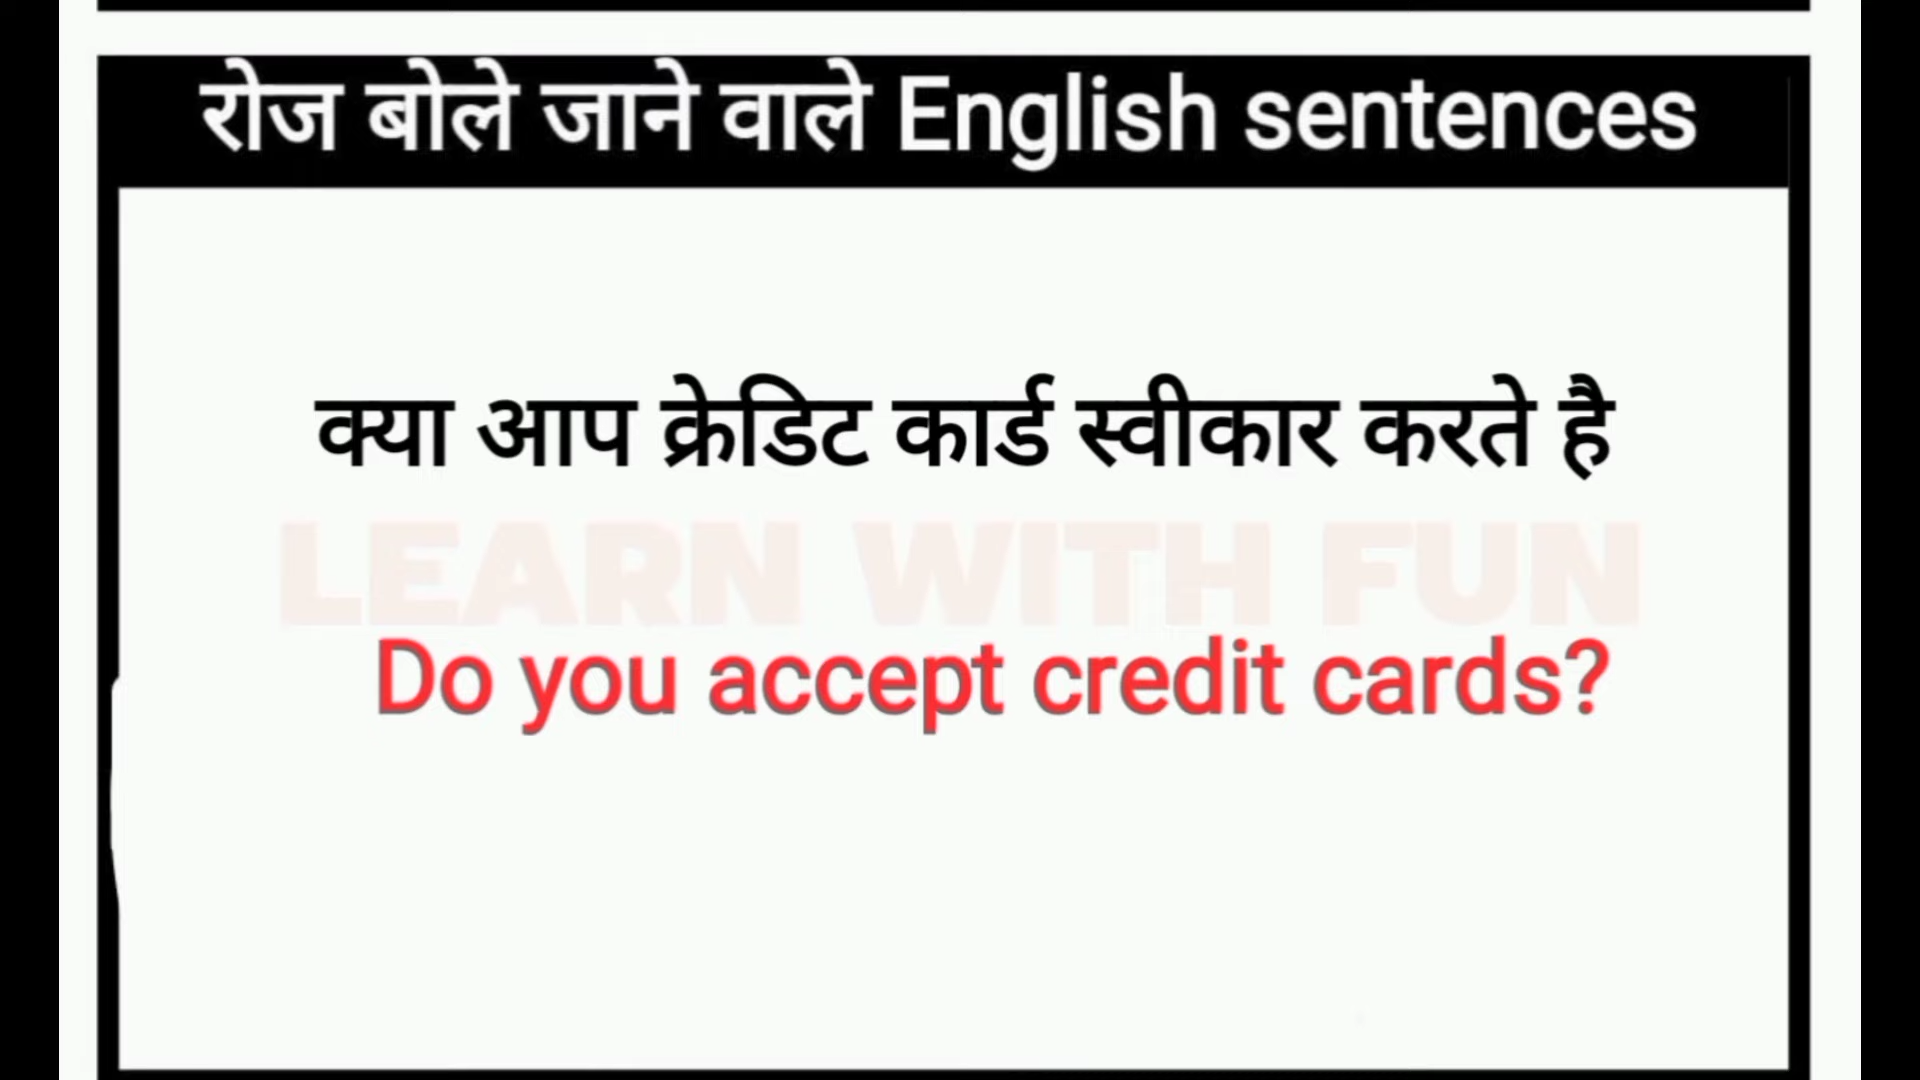 रोज बोले जाने वाले English sentences
क्या आप क्रेडिट कार्ड स्वीकार करते है
LEARN WITH FUN
Do you accept credit cards?